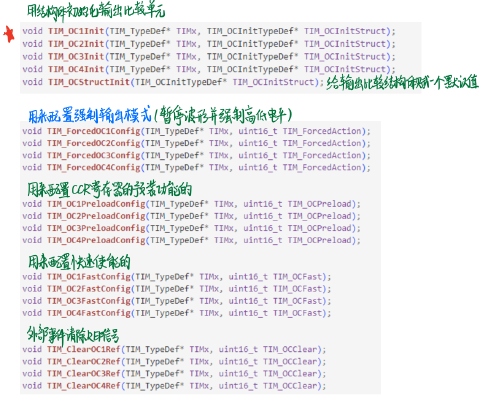 用结构体初始化输出比较单元
void TIM_OC1Init(TIM_TypeDef* TIMx, TIM_OCInitTypeDef* TIM_OCInitStruct);
void TIM_OC2Init(TIM_TypeDef* TIMx, TIM_OCInitTypeDef* TIM_OCInitStruct);
void TIM_OC3Init(TIM_TypeDef* TIMx, TIM_OCInitTypeDef* TIM_OCInitStruct);
void TIM_OC4Init(TIM_TypeDef* TIMx, TIM_OCInitTypeDef* TIM_OCInitStruct);
void TIM_OCStructInit(TIM_OCInitTypeDef* TIM_OCInitStruct); 给输出比较结构体赋一个默认值
用来配置强制输出模式(暂停波形并强制高低电平)
void TIM_ForcedOC1Config(TIM_TypeDef* TIMx, uint16_t TIM_ForcedAction);
void TIM_ForcedOC2Config(TIM_TypeDef* TIMx, uint16_t TIM_ForcedAction);
void TIM_ForcedOC3Config(TIM_TypeDef* TIMx, uint16_t TIM_ForcedAction);
void TIM_ForcedOC4Config(TIM_TypeDef* TIMx, uint16_t TIM_ForcedAction);
用来配置CCR寄存器的预装功能的
void TIM_OC1PreloadConfig(TIM_TypeDef* TIMx, uint16_t TIM_OCPreload);
void TIM_OC2PreloadConfig(TIM_TypeDef* TIMx, uint16_t TIM_OCPreload);
void TIM_OC3PreloadConfig(TIM_TypeDef* TIMx, uint16_t TIM_OCPreload);
void TIM_OC4PreloadConfig(TIM_TypeDef* TIMx, uint16_t TIM_OCPreload);
用来配置快速使能的
void TIM_OC1FastConfig(TIM_TypeDef* TIMx, uint16_t TIM_OCFast);
void TIM_OC2FastConfig(TIM_TypeDef* TIMx, uint16_t TIM_OCFast);
void TIM_OC3FastConfig(TIM_TypeDef* TIMx, uint16_t TIM_OCFast);
void TIM_OC4FastConfig(TIM_TypeDef* TIMx, uint16_t TIM_OCFast);
外部事件清除REF信号
void TIM_ClearOC1Ref(TIM_TypeDef* TIMx, uint16_t TIM_OCClear);
void TIM_ClearOC2Ref(TIM_TypeDef* TIMx, uint16_t TIM_OCClear);
void TIM_ClearOC3Ref(TIM_TypeDef* TIMx, uint16_t TIM_OCClear);
void TIM_ClearOC4Ref(TIM_TypeDef* TIMx, uint16_t TIM_OCClear);